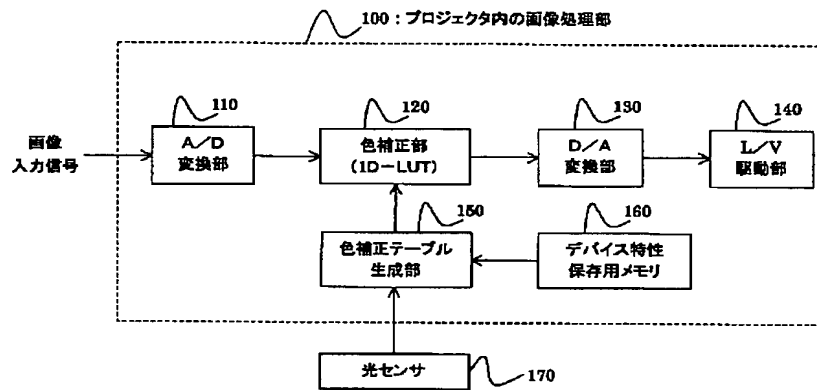 100：プロジェクタ内の画像処理部
110
120
130
140
画像
入力信号
A／D
変換部
色補正部
(1D－LUT)
D／A
変換部
L／V
駆動部
150
160
色補正テーブル
生成部
デバイス特性
保存用メモリ
光センサ
170